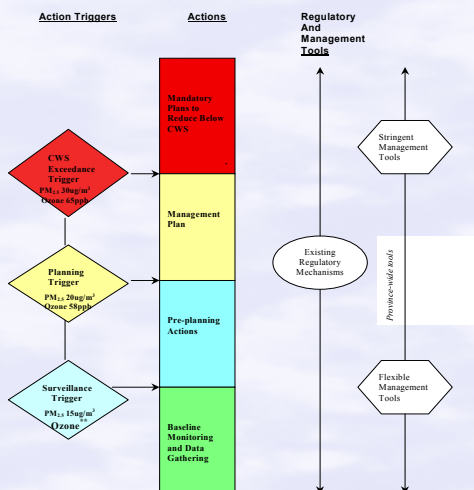 Action Triggers
Actions
Regulatory
And
Management
Tools
Mandatory
Plans to
Reduce Below
CWS
CWS
Exceedance
Trigger
PM2.5 30ug/m3
Ozone 65ppb
Management
Plan
Planning
Trigger
PM2.5 20ug/m3
Ozone 58ppb
Pre-planning
Actions
Surveillance
Trigger
PM2.5 15ug/m3
Ozone**
Baseline
Monitoring
and Data
Gathering
Existing
Regulatory
Mechanisms
Stringent
Management
Tools
Province-wide tools
Flexible
Management
Tools